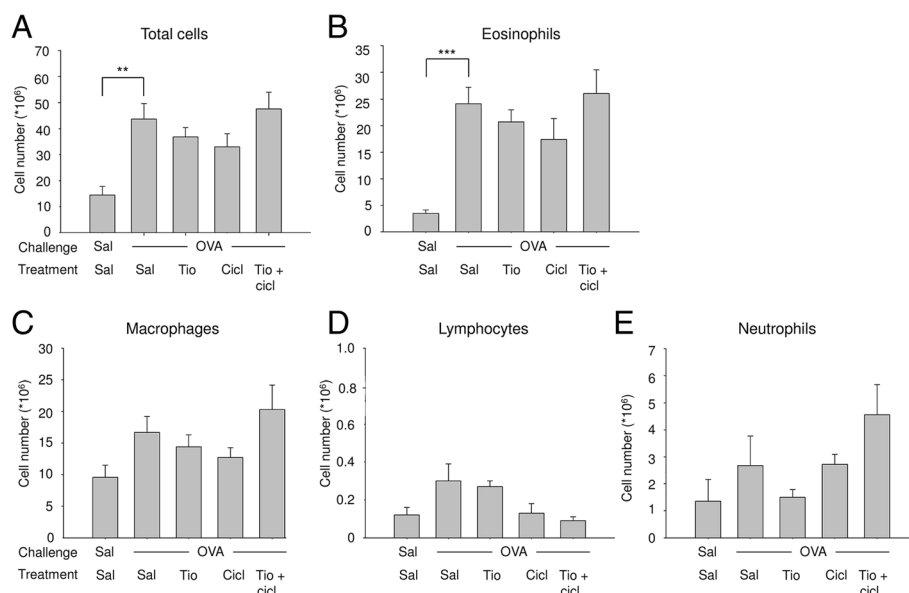 A
Total cells
Cell number (*10⁶)
70
60
50
40
30
20
10
0
**
Challenge Sal OVA
Treatment Sal Sal Tio Cicl Tio +
cicl
B
Eosinophils
Cell number (*10⁶)
35
30
25
20
15
10
5
0
***
Sal OVA
Sal Sal Tio Cicl Tio +
cicl
C
Macrophages
Cell number (*10⁶)
30
25
20
15
10
5
0
Challenge Sal OVA
Treatment Sal Sal Tio Cicl Tio +
cicl
D
Lymphocytes
Cell number (*10⁶)
1.0
0.8
0.6
0.4
0.2
0
Sal OVA
Sal Sal Tio Cicl Tio +
cicl
E
Neutrophils
Cell number (*10⁶)
7
6
5
4
3
2
1
0
Sal OVA
Sal Sal Tio Cicl Tio +
cicl